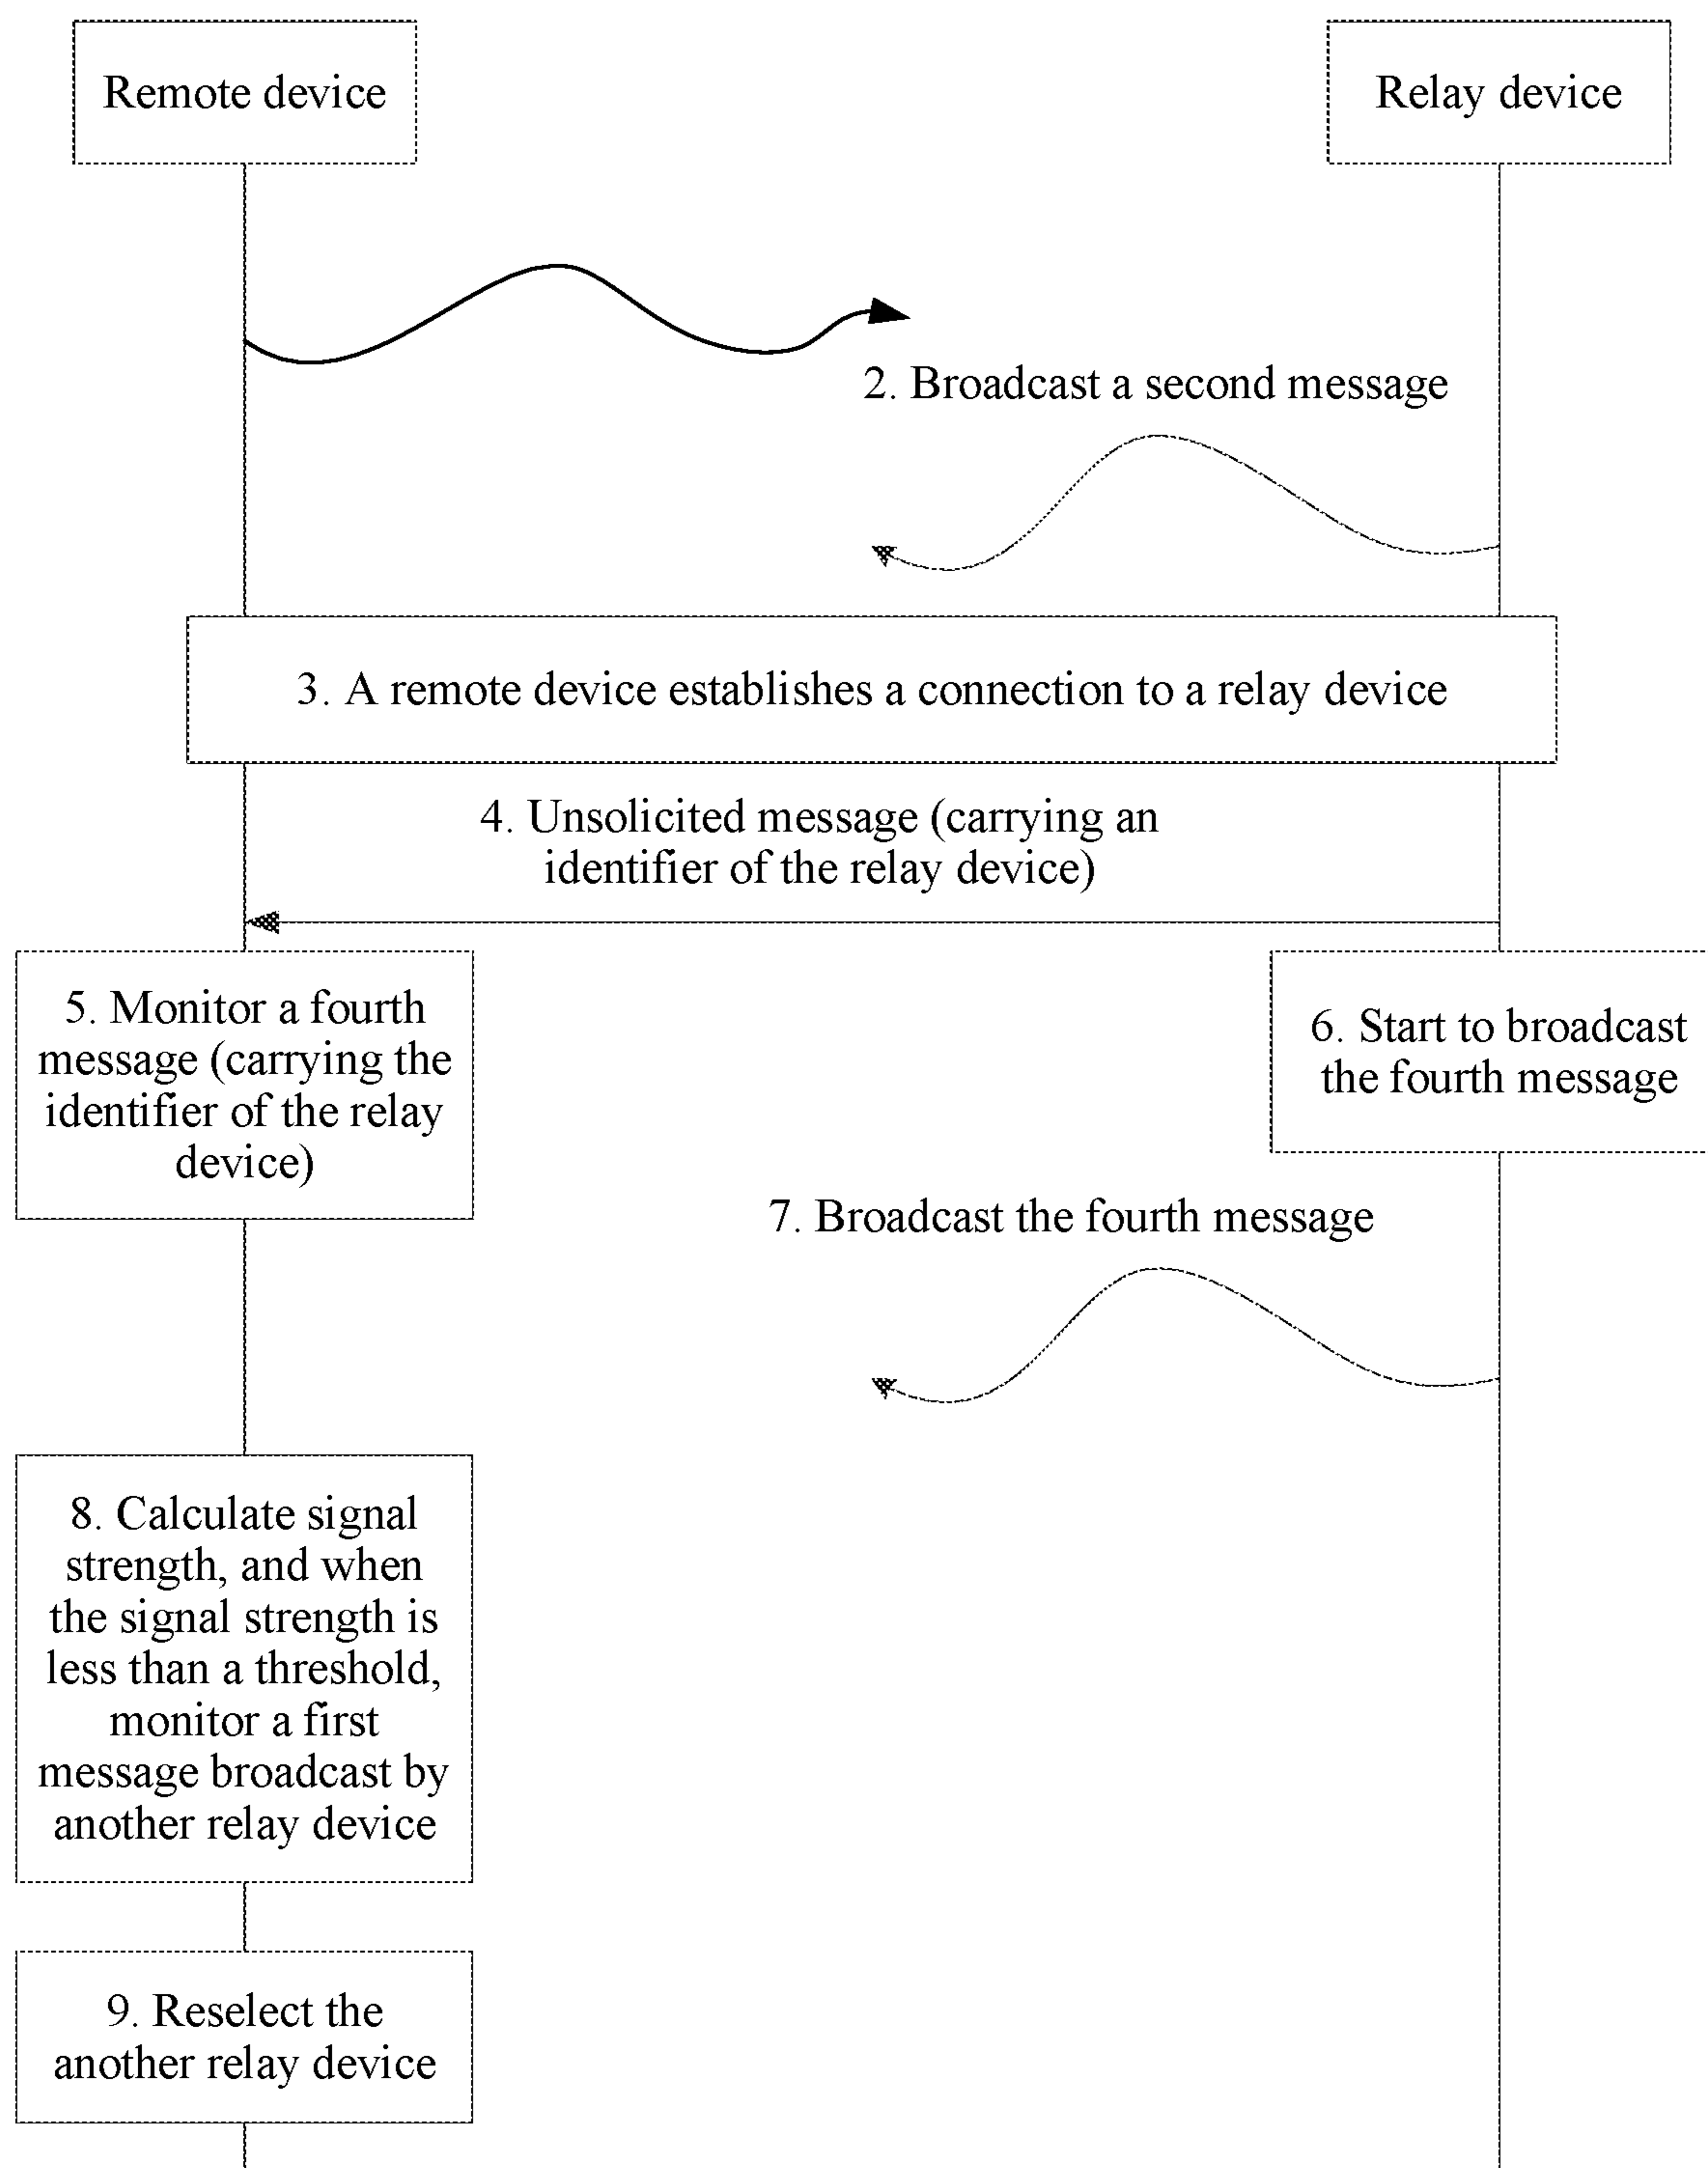 Remote device
Relay device
2. Broadcast a second message
3. A remote device establishes a connection to a relay device
4. Unsolicited message (carrying an
identifier of the relay device)
5. Monitor a fourth
message (carrying the
identifier of the relay
device)
6. Start to broadcast
the fourth message
7. Broadcast the fourth message
8. Calculate signal
strength, and when
the signal strength is
less than a threshold,
monitor a first
message broadcast by
another relay device
9. Reselect the
another relay device